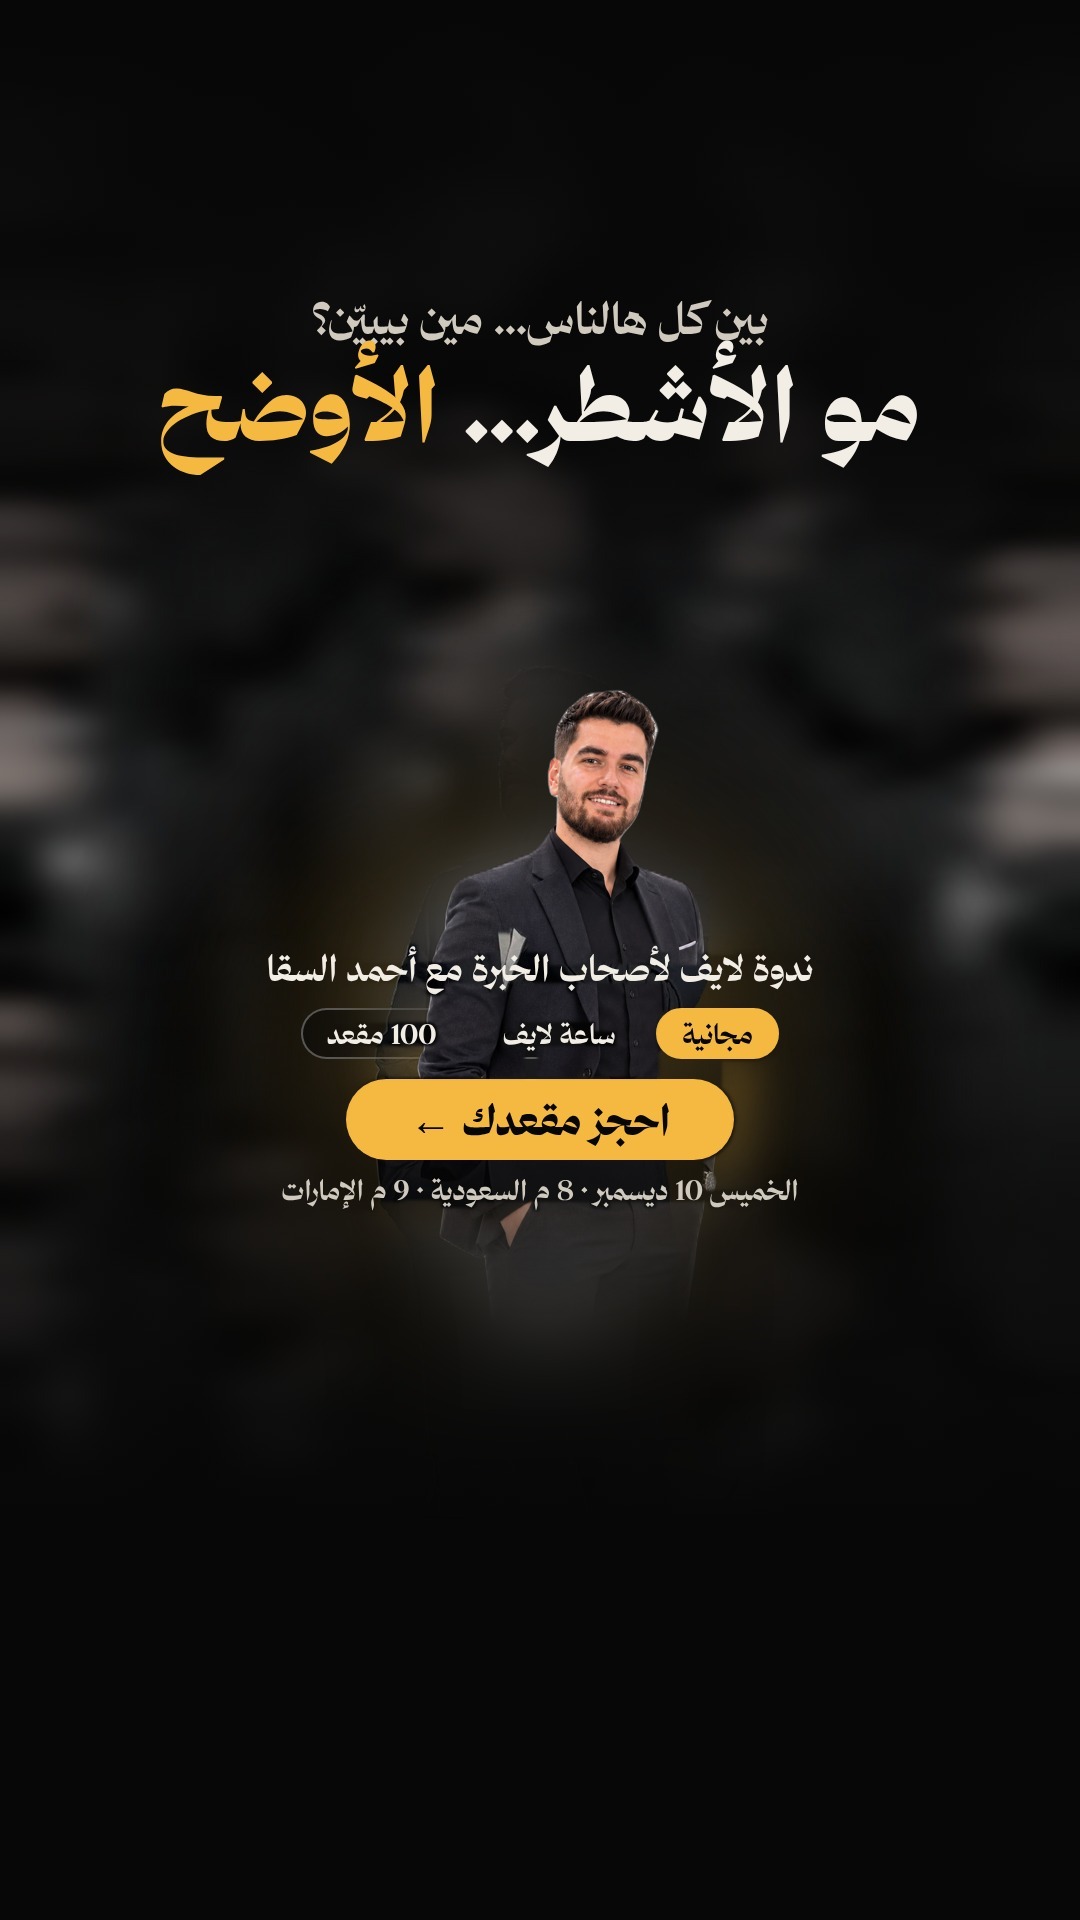 بين كل هالناس... مين بيبيّن؟
مو الأشطر... الأوضح
ندوة لايف لأصحاب الخبرة مع أحمد السقا
مجانية ساعة لايف 100 مقعد
احجز مقعدك ←
الخميس 10 ديسمبر · 8 م السعودية · 9 م الإمارات